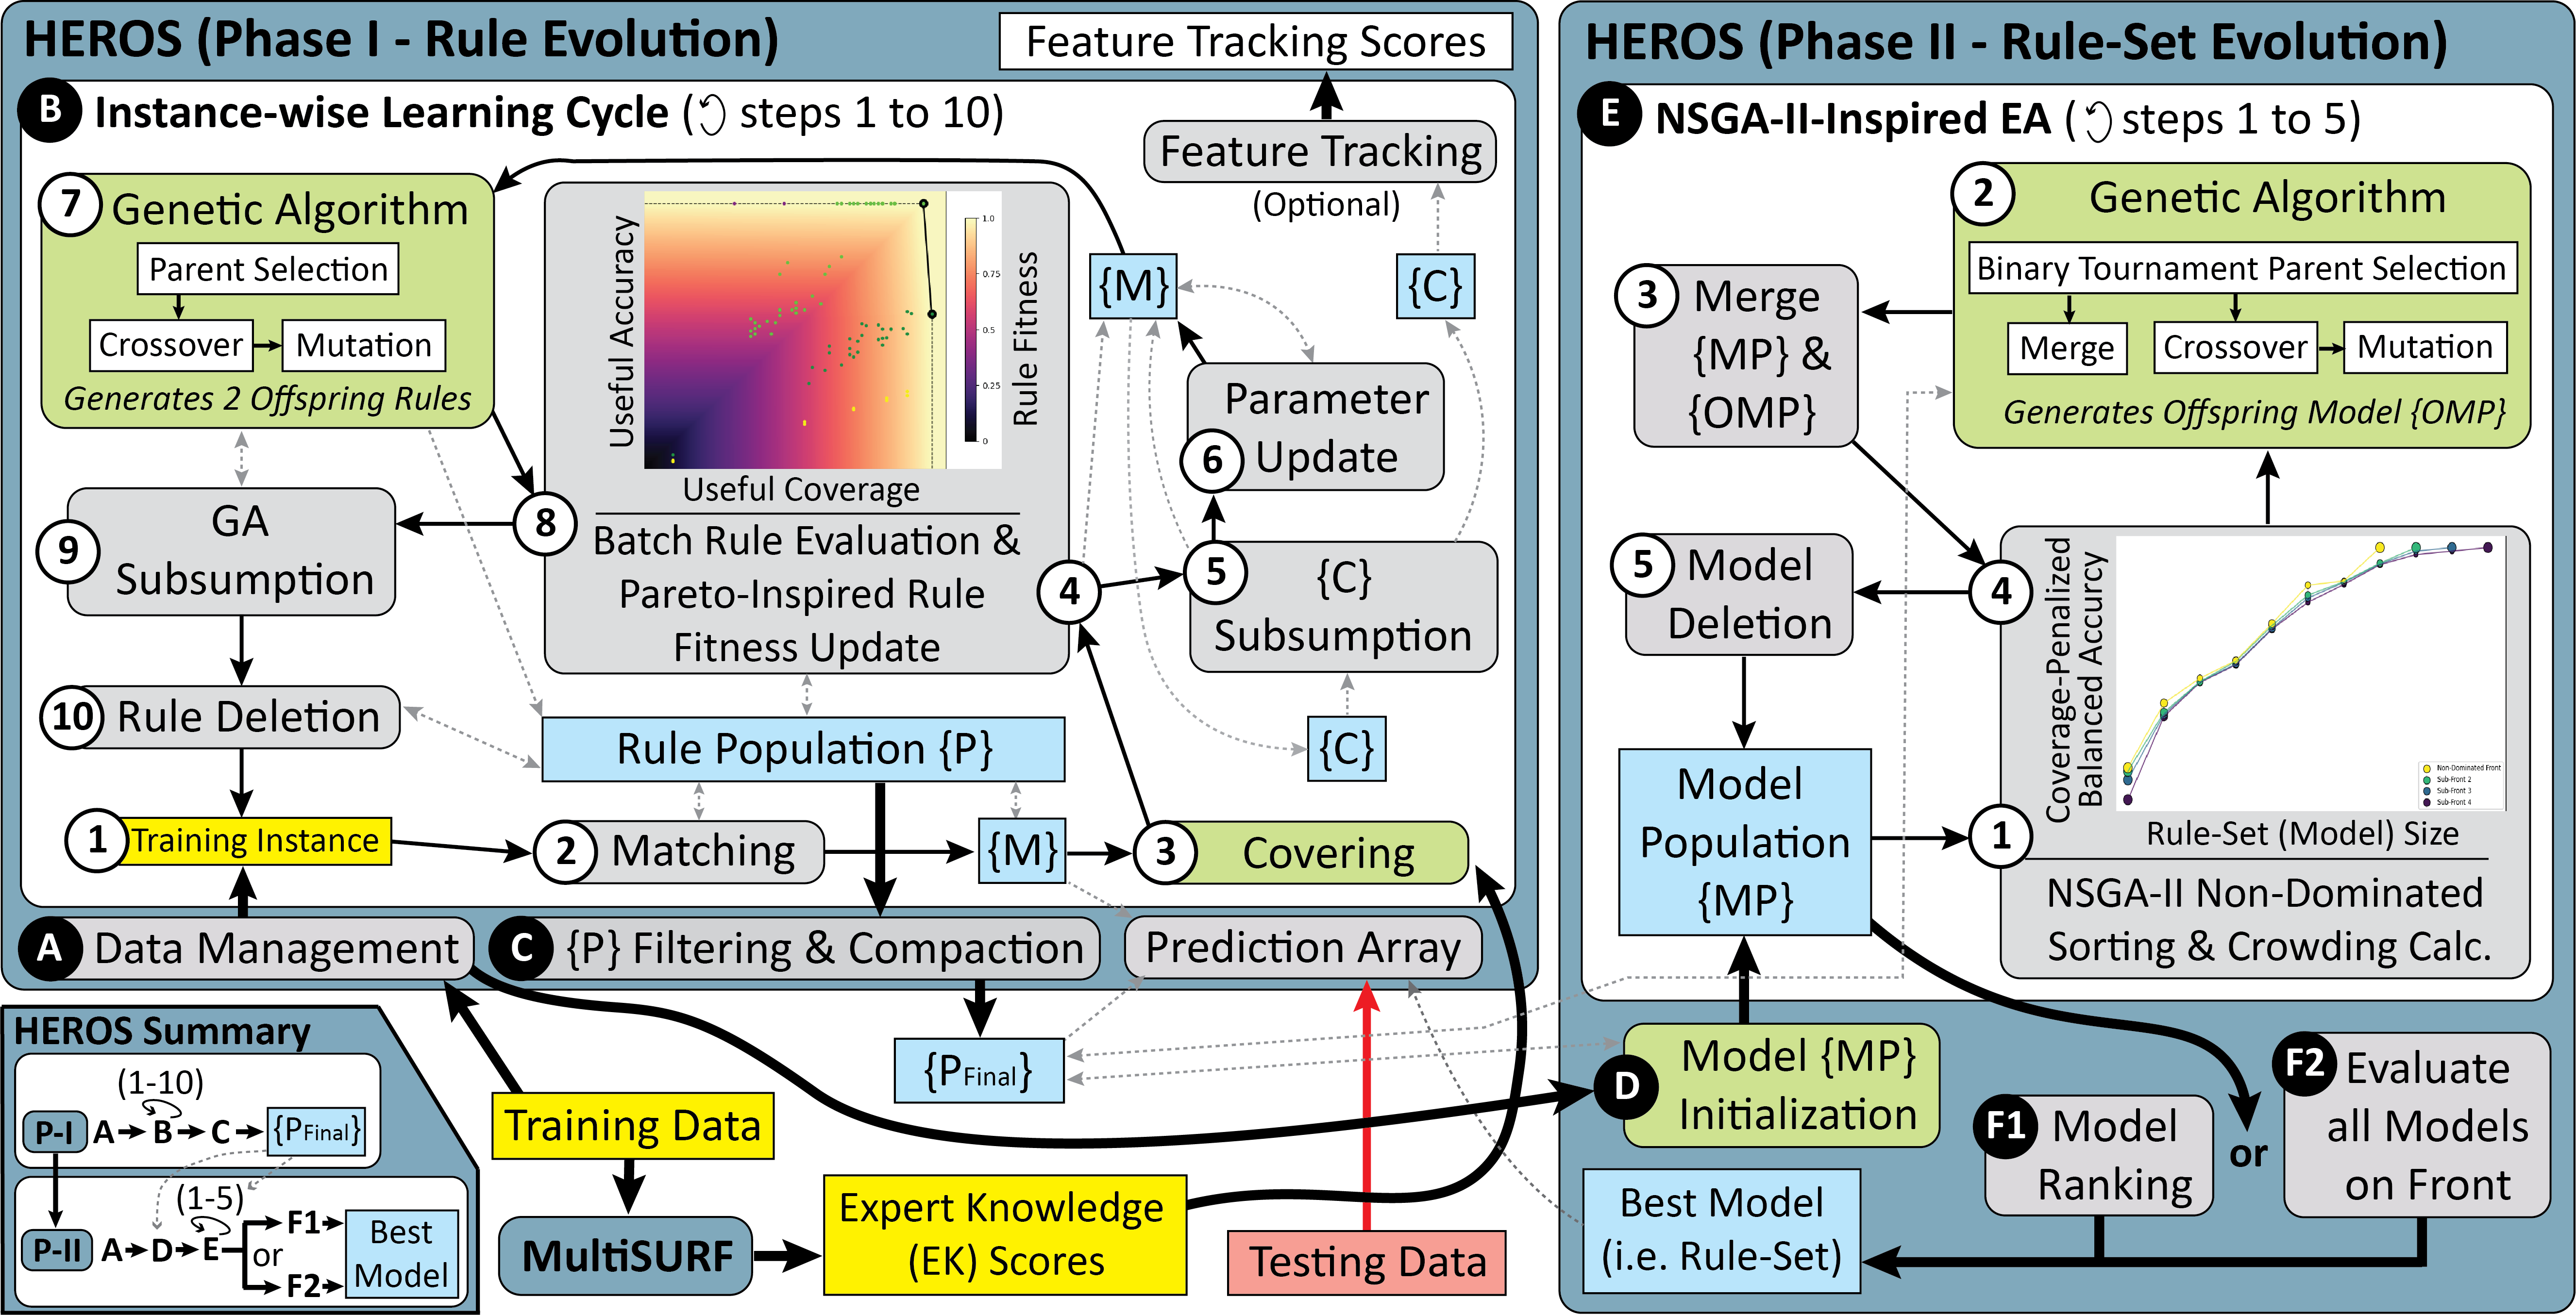 HEROS (Phase I - Rule Evolution)
Feature Tracking Scores
B Instance-wise Learning Cycle ( steps 1 to 10)
Feature Tracking
(Optional)
7 Genetic Algorithm
Parent Selection
Crossover
Mutation
Generates 2 Offspring Rules
Useful Accuracy
1.0
0.75
0.5
0.25
0
Rule Fitness
Useful Coverage
8
Batch Rule Evaluation &
Pareto-Inspired Rule
Fitness Update
4
{M}
{C}
Parameter
6 Update
5 {C}
Subsumption
{C}
9 GA
Subsumption
10 Rule Deletion
Rule Population {P}
1 Training Instance
2 Matching
{M}
3 Covering
A Data Management
C {P} Filtering & Compaction
Prediction Array
{PFinal}
Training Data
MultiSURF
Expert Knowledge
(EK) Scores
Testing Data
HEROS Summary
(1-10)
P-I A B C {PFinal}
(1-5)
P-II A D E
F1
or
F2
Best
Model
HEROS (Phase II - Rule-Set Evolution)
E NSGA-II-Inspired EA ( steps 1 to 5)
2 Genetic Algorithm
Binary Tournament Parent Selection
Merge
Crossover
Mutation
Generates Offspring Model {OMP}
3 Merge
{MP} &
{OMP}
5 Model
Deletion
4
Coverage-Penalized
Balanced Accurcy
Non-Dominated Front
Sub-Front 2
Sub-Front 3
Sub-Front 4
Rule-Set (Model) Size
1
NSGA-II Non-Dominated
Sorting & Crowding Calc.
Model
Population
{MP}
D Model {MP}
Initialization
F1 Model
Ranking
or
F2 Evaluate
all Models
on Front
Best Model
(i.e. Rule-Set)